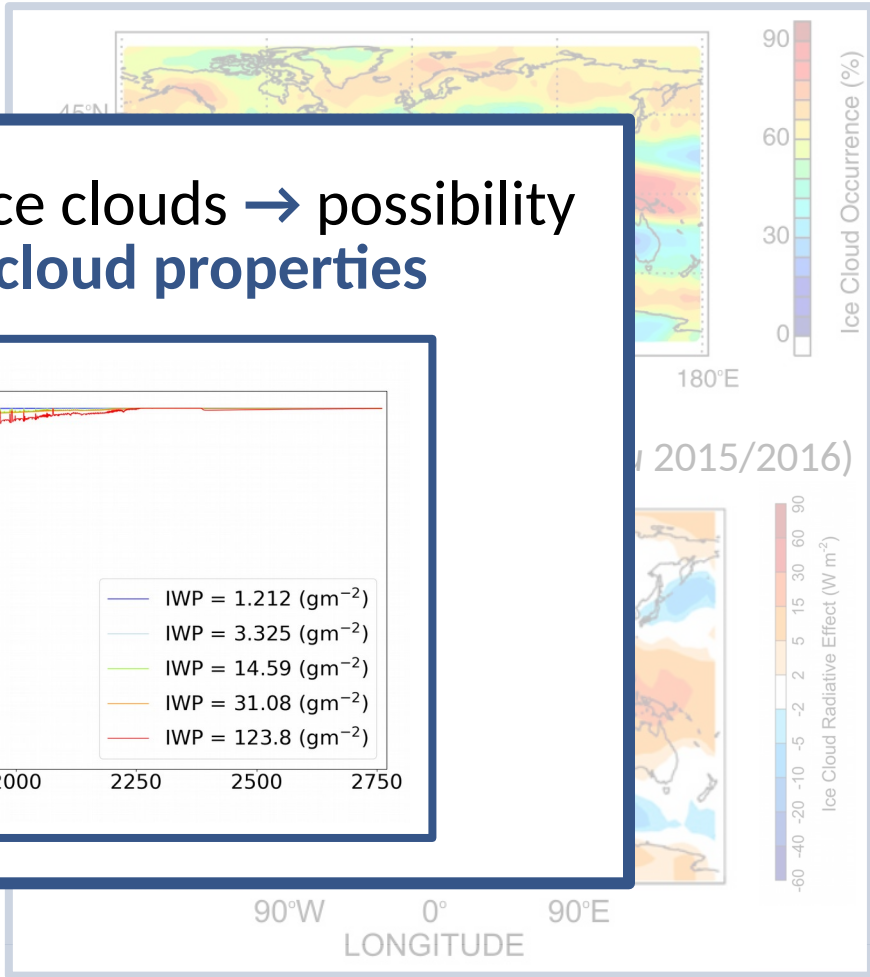 90
60
30
0
Ice Cloud Occurrence (%)
45°N
180°E
ce clouds → possibility
cloud properties
2015/2016)
IWP = 1.212 (gm⁻²)
IWP = 3.325 (gm⁻²)
IWP = 14.59 (gm⁻²)
IWP = 31.08 (gm⁻²)
IWP = 123.8 (gm⁻²)
2000
2250
2500
2750
90
60
30
15
5
2
-2
-5
-10
-20
-40
-60
Ice Cloud Radiative Effect (W m⁻²)
90°W
0°
90°E
LONGITUDE